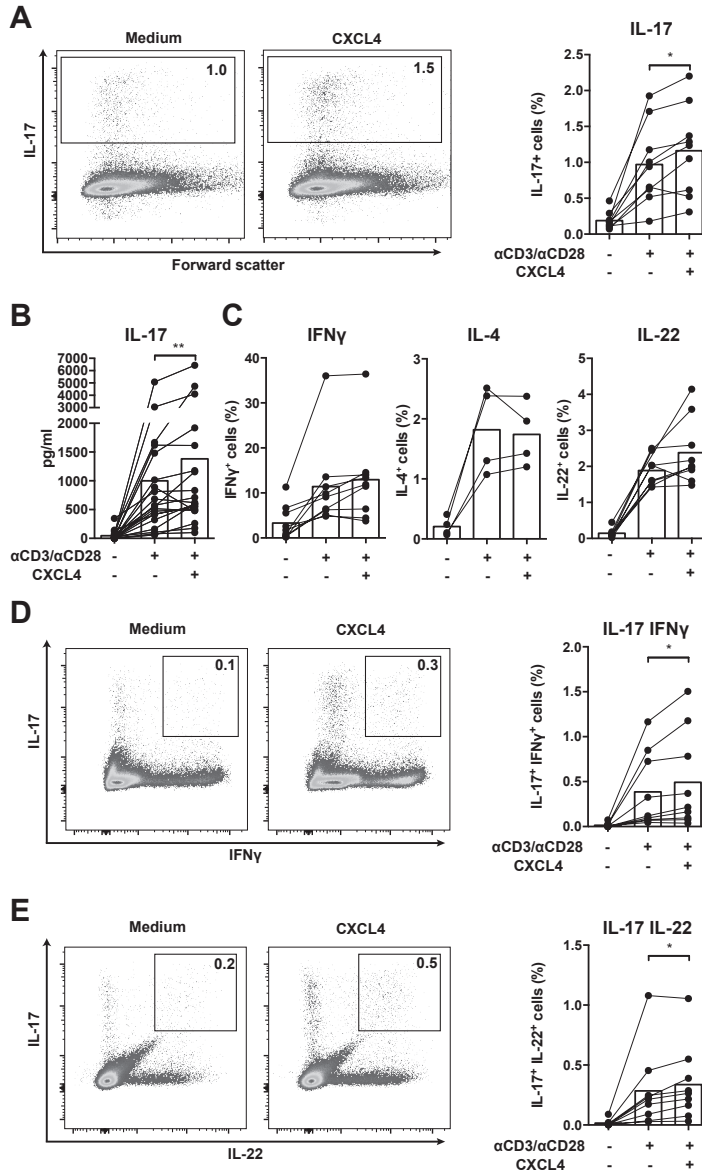 A
Medium
CXCL4
IL-17
1.0
1.5
IL-17
Forward scatter
IL-17+ cells (%)
2.5
2.0
1.5
1.0
0.5
0.0
*
αCD3/αCD28 - + +
CXCL4 - - +
B
IL-17
pg/ml
7000
6000
5000
4000
3000
2000
1500
1000
500
0
**
αCD3/αCD28 - + +
CXCL4 - - +
C
IFNγ
IFNγ+ cells (%)
40
30
20
10
0
- + +
- - +
IL-4
IL-4+ cells (%)
3
2
1
0
- + +
- - +
IL-22
IL-22+ cells (%)
5
4
3
2
1
0
- + +
- - +
D
Medium
CXCL4
IL-17
0.1
0.3
IFNγ
IL-17 IFNγ
IL-17+ IFNγ+ cells (%)
2.0
1.5
1.0
0.5
0.0
*
αCD3/αCD28 - + +
CXCL4 - - +
E
Medium
CXCL4
IL-17
0.2
0.5
IL-22
IL-17 IL-22
IL-17+ IL-22+ cells (%)
1.5
1.0
0.5
0.0
*
αCD3/αCD28 - + +
CXCL4 - - +